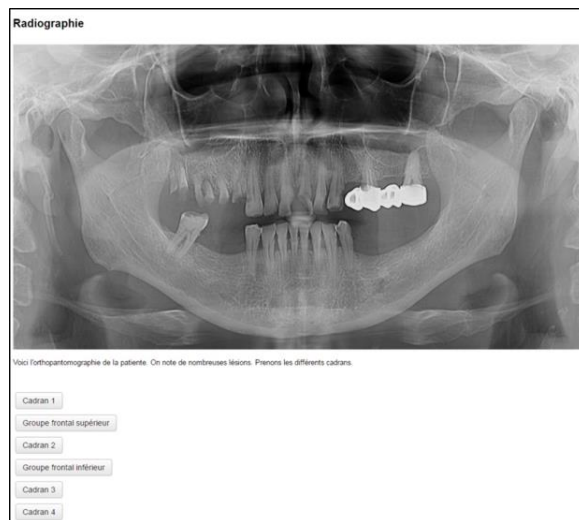 Radiographie
Voici l'orthopantomographie de la patiente. On note de nombreuses lésions. Prenons les différents cadrans.
Cadran 1
Groupe frontal supérieur
Cadran 2
Groupe frontal inférieur
Cadran 3
Cadran 4